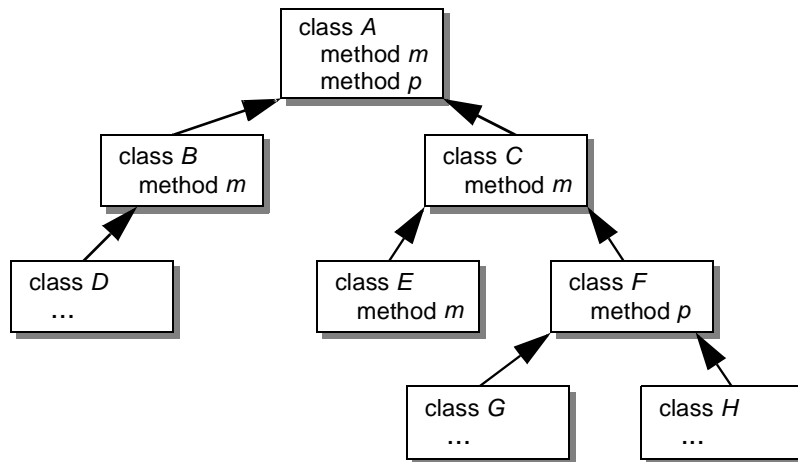 class A
method m
method p
class B
method m
class C
method m
class D
...
class E
method m
class F
method p
class G
...
class H
...